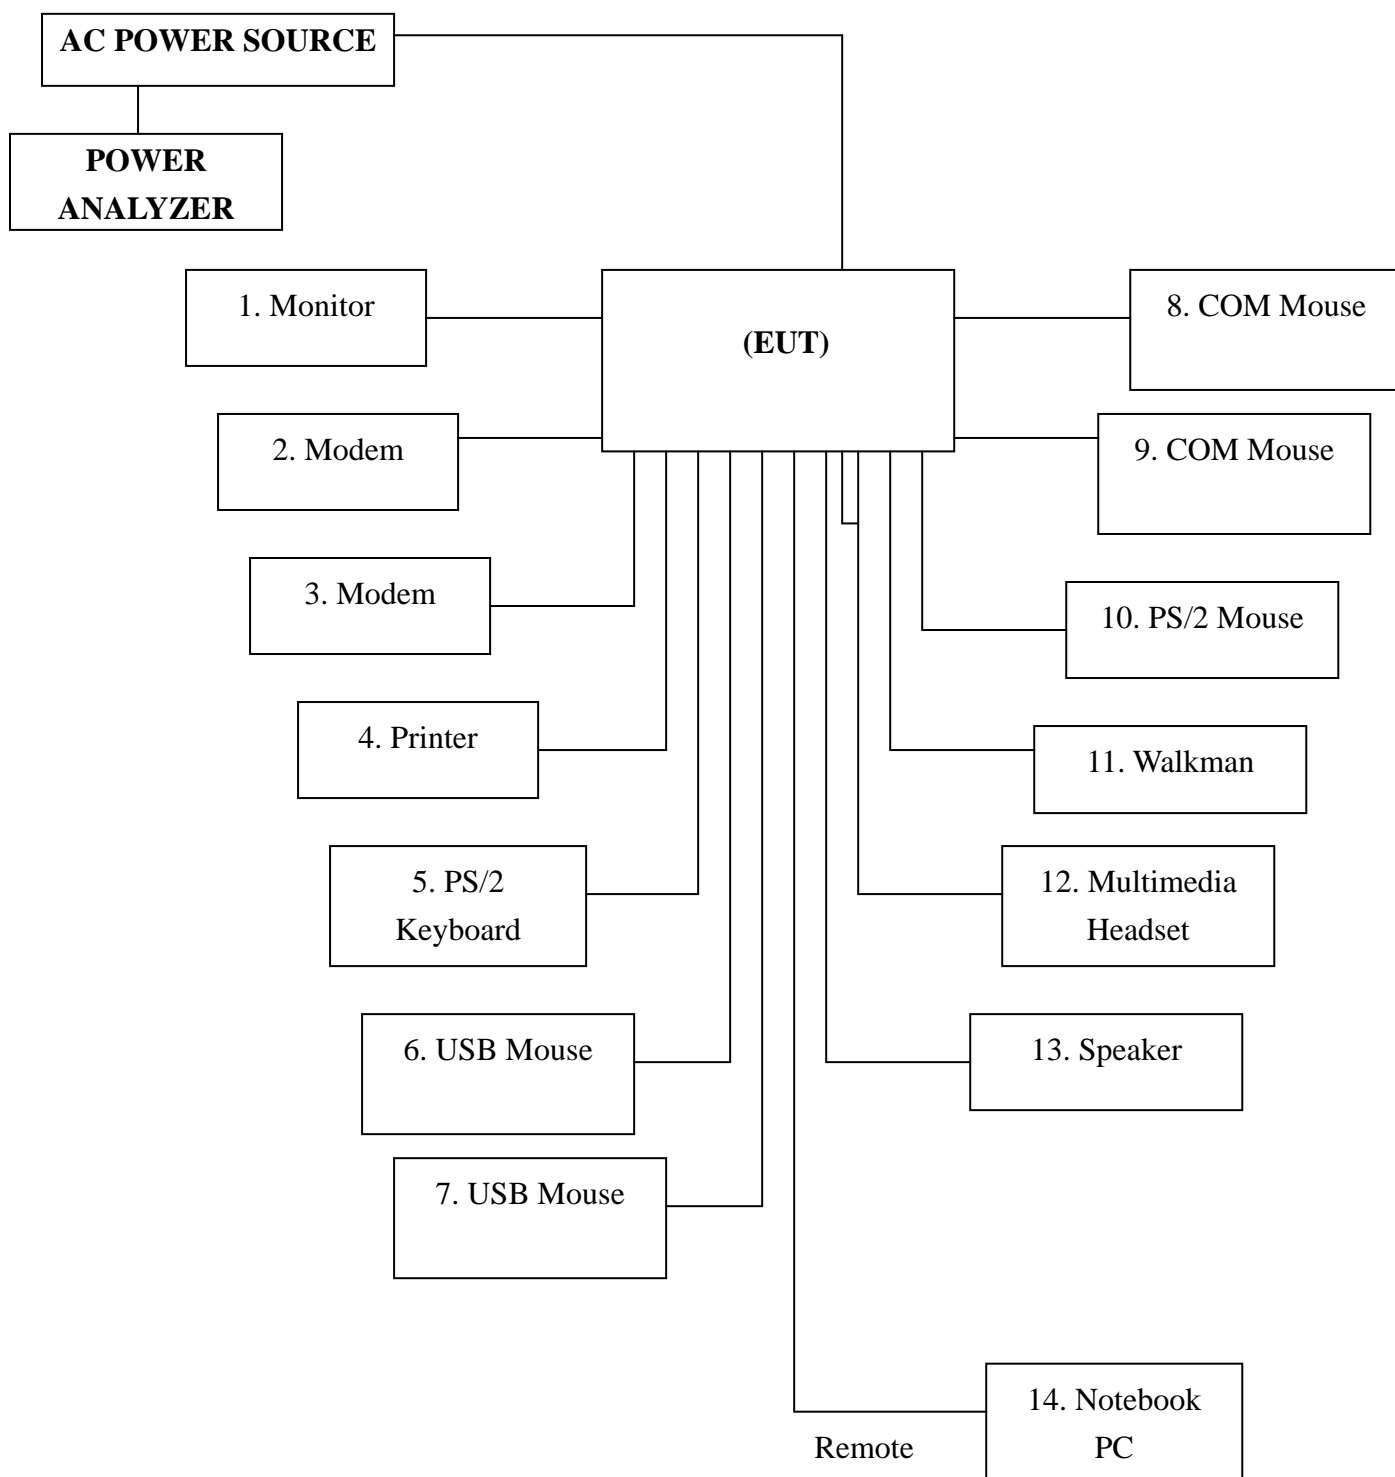 AC POWER SOURCE
POWER
ANALYZER
(EUT)
1. Monitor
2. Modem
3. Modem
4. Printer
5. PS/2
Keyboard
6. USB Mouse
7. USB Mouse
8. COM Mouse
9. COM Mouse
10. PS/2 Mouse
11. Walkman
12. Multimedia
Headset
13. Speaker
14. Notebook
PC
Remote